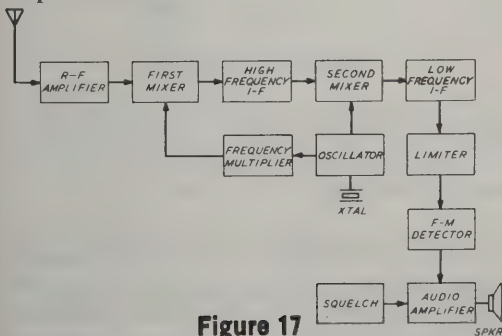 R-F
AMPLIFIER
FIRST
MIXER
HIGH
FREQUENCY
I-F
SECOND
MIXER
LOW
FREQUENCY
I-F
FREQUENCY
MULTIPLIER
OSCILLATOR
LIMITER
XTAL
F-M
DETECTOR
SQUELCH
AUDIO
AMPLIFIER
SPKR
Figure 17